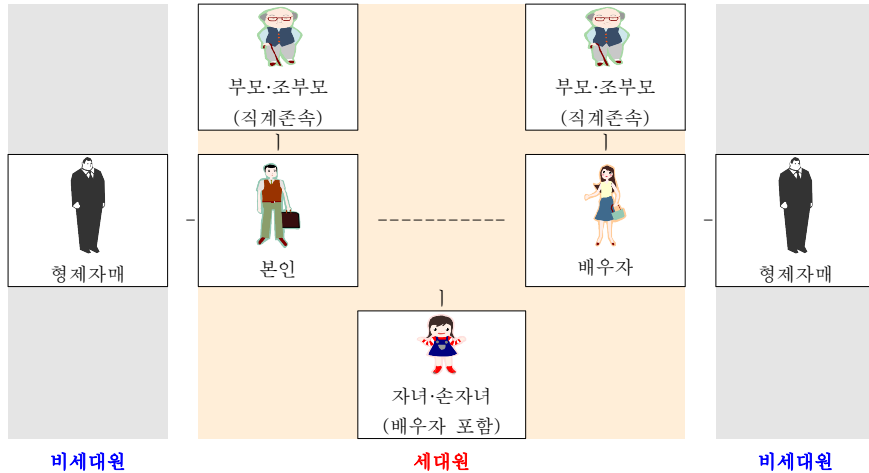 부모·조부모
(직계존속)
부모·조부모
(직계존속)
형제자매
본인
배우자
형제자매
자녀·손자녀
(배우자 포함)
비세대원
세대원
비세대원